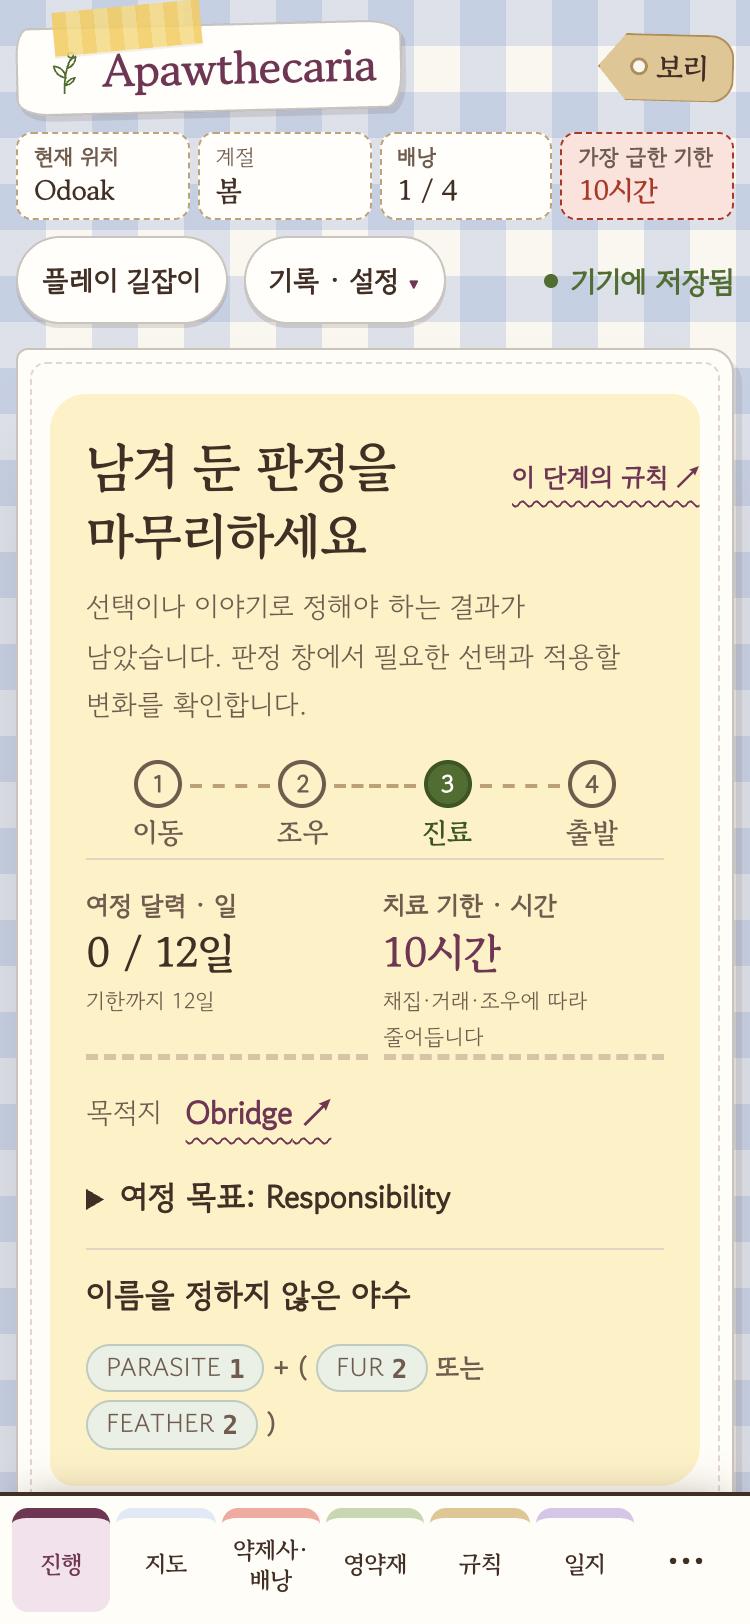 Apawthecaria
보리
현재 위치
Odoak
계절
봄
배낭
1 / 4
가장 급한 기한
10시간
플레이 길잡이
기록 · 설정 ▾
● 기기에 저장됨
남겨 둔 판정을
마무리하세요
이 단계의 규칙 ↗
선택이나 이야기로 정해야 하는 결과가
남았습니다. 판정 창에서 필요한 선택과 적용할
변화를 확인합니다.
1 2 3 4
이동 조우 진료 출발
여정 달력 · 일
0 / 12일
기한까지 12일
치료 기한 · 시간
10시간
채집·거래·조우에 따라
줄어듭니다
목적지 Obridge ↗
▶ 여정 목표: Responsibility
이름을 정하지 않은 야수
PARASITE 1 + ( FUR 2 또는
FEATHER 2 )
진행
지도
약제사·
배낭
영약재
규칙
일지
•••